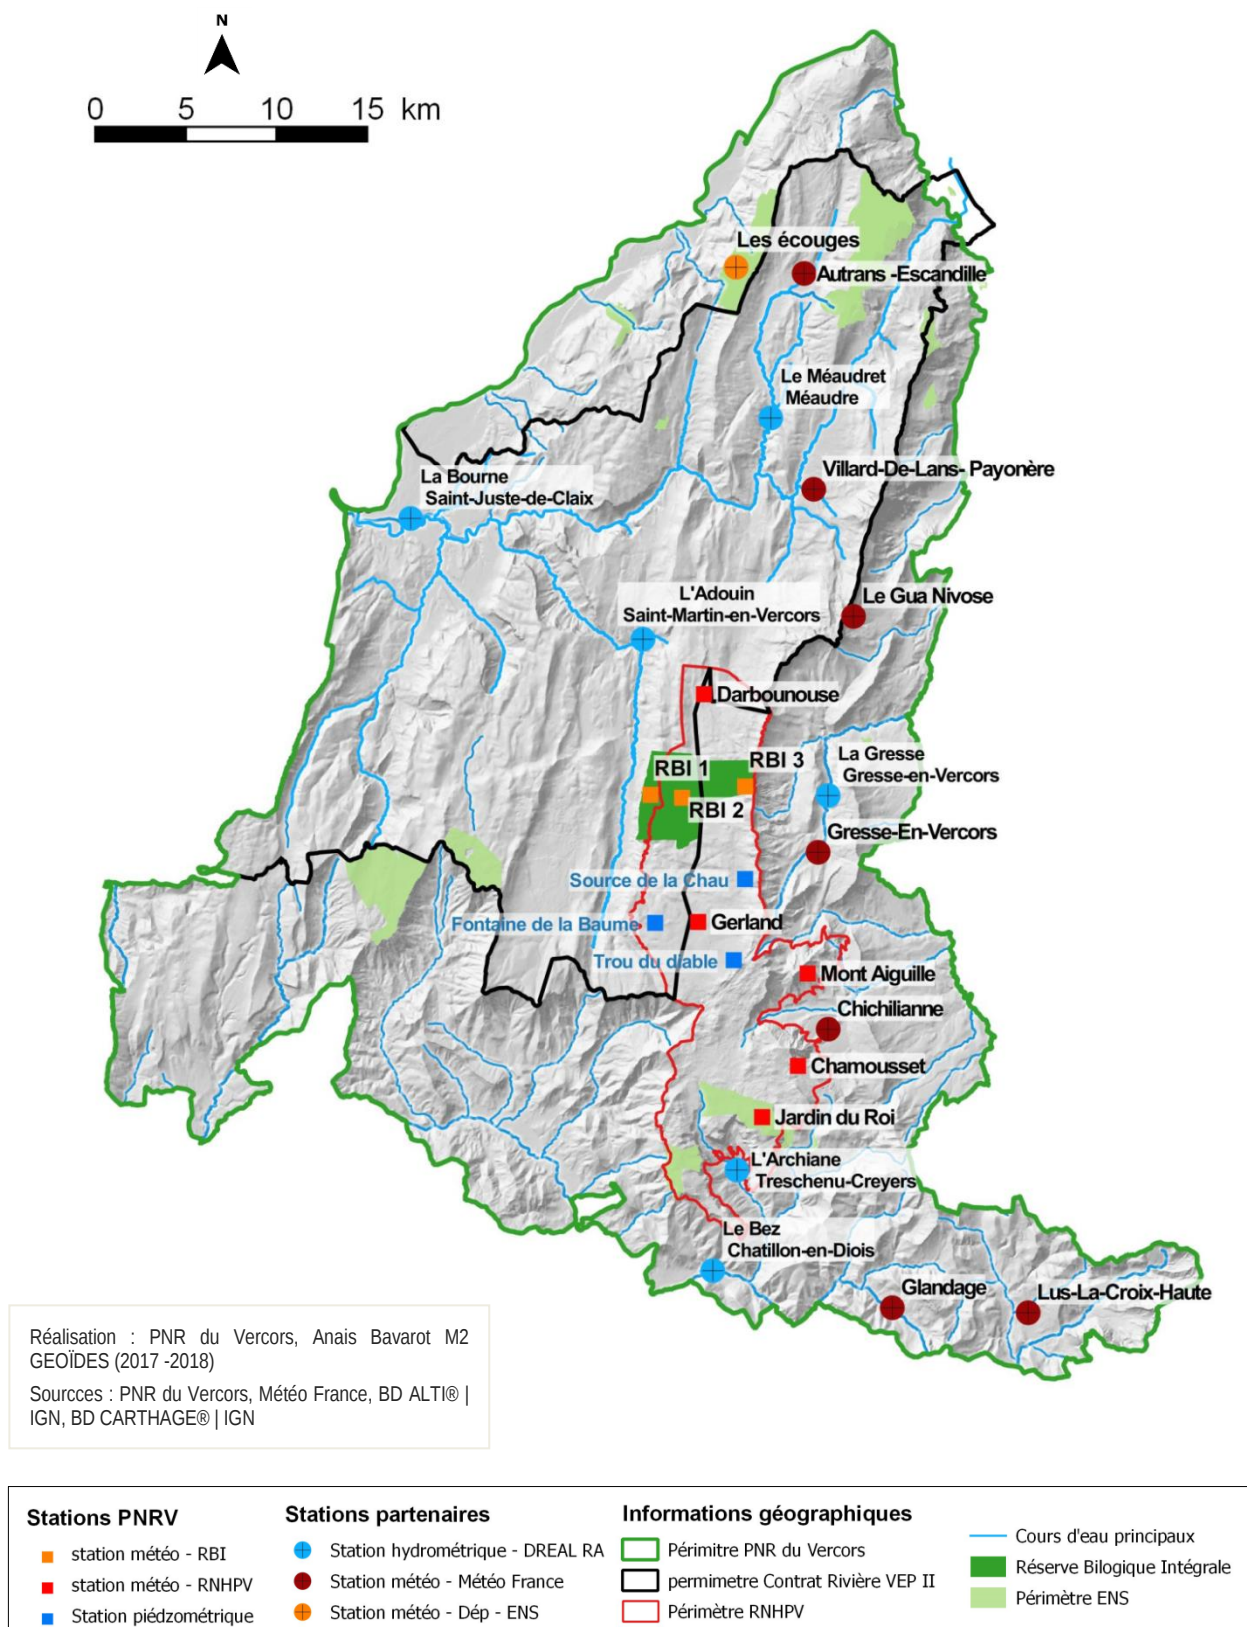 N
0 5 10 15 km
Les écouges
Autrans -Escandille
Le Méaudret
Méaudre
Villard-De-Lans- Payonère
La Bourne
Saint-Juste-de-Claix
L'Adouin
Saint-Martin-en-Vercors
Le Gua Nivose
Darbounouse
La Gresse
Gresse-en-Vercors
RBI 1
RBI 3
RBI 2
Gresse-En-Vercors
Source de la Chau
Fontaine de la Baume
Gerland
Trou du diable
Mont Aiguille
Chichilianne
Chamousset
Jardin du Roi
L'Archiane
Treschenu-Creyers
Le Bez
Chatillon-en-Diois
Glandage
Lus-La-Croix-Haute
Réalisation : PNR du Vercors, Anais Bavarot M2
GEOÏDES (2017 -2018)
Sourcces : PNR du Vercors, Météo France, BD ALTI® |
IGN, BD CARTHAGE® | IGN
Stations PNRV
station météo - RBI
station météo - RNHPV
Station piédzométrique
Stations partenaires
Station hydrométrique - DREAL RA
Station météo - Météo France
Station météo - Dép - ENS
Informations géographiques
Périmitre PNR du Vercors
permimetre Contrat Rivière VEP II
Périmètre RNHPV
Cours d'eau principaux
Réserve Bilogique Intégrale
Périmètre ENS